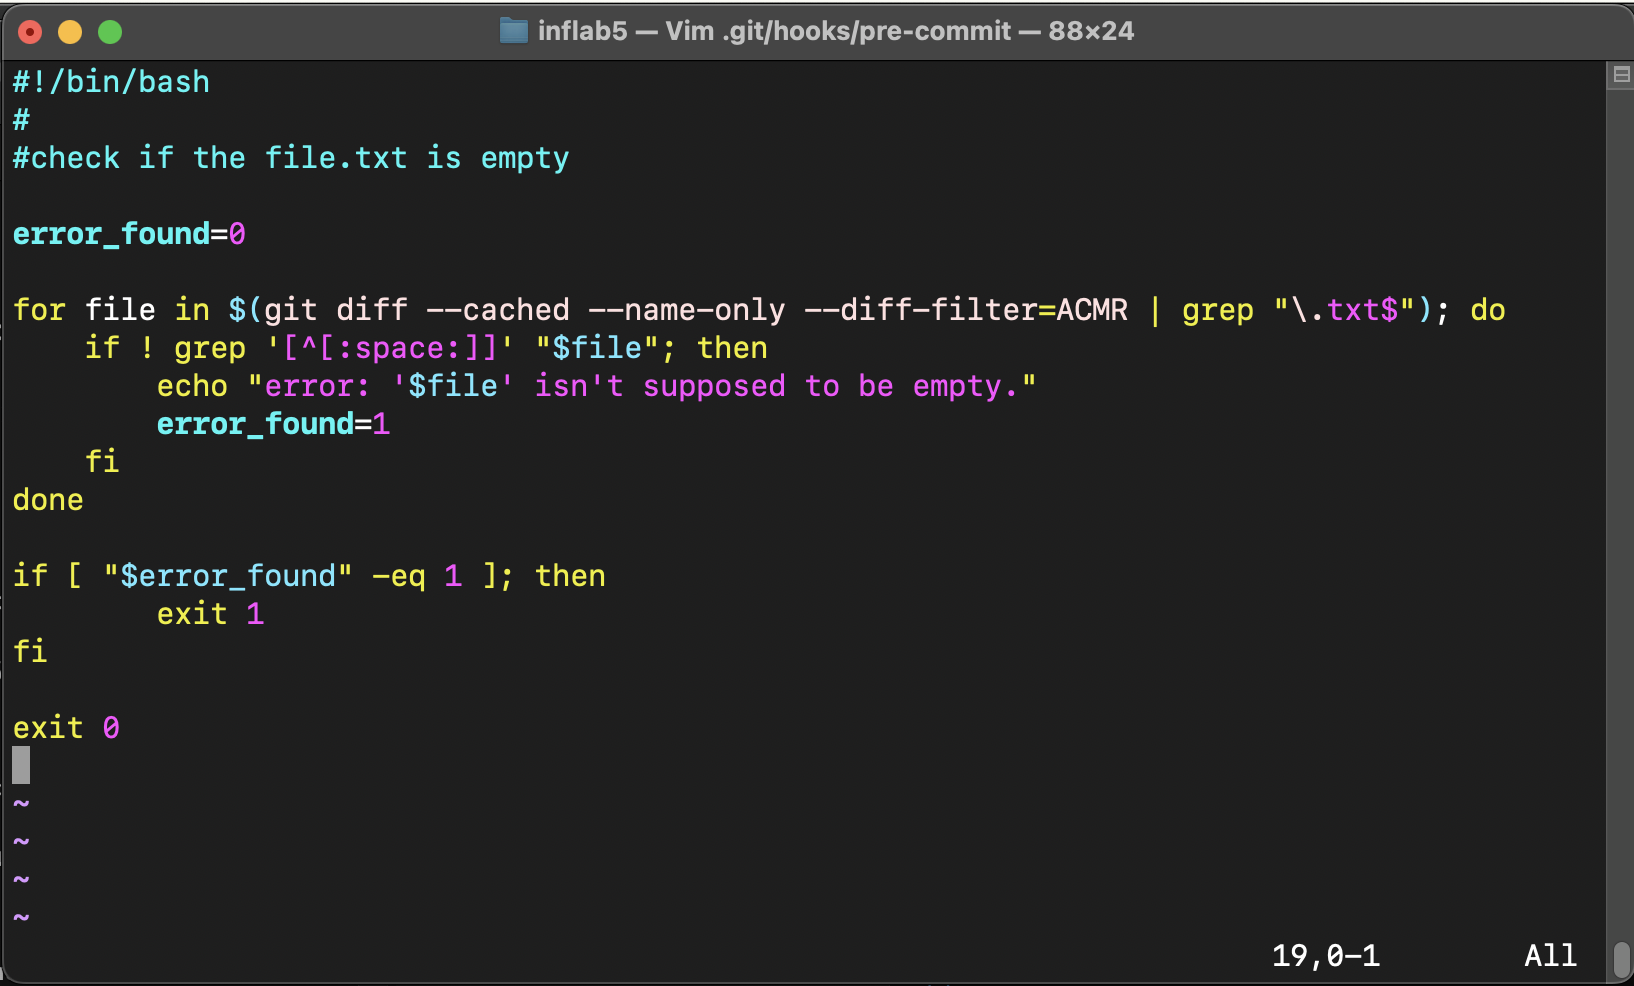 inflab5 — Vim .git/hooks/pre-commit — 88×24
#!/bin/bash
#
#check if the file.txt is empty
error_found=0
for file in $(git diff --cached --name-only --diff-filter=ACMR | grep "\.txt$"); do
    if ! grep '[^[:space:]]' "$file"; then
        echo "error: '$file' isn't supposed to be empty."
        error_found=1
    fi
done
if [ "$error_found" -eq 1 ]; then
        exit 1
fi
exit 0
~
~
~
~
19,0-1 All